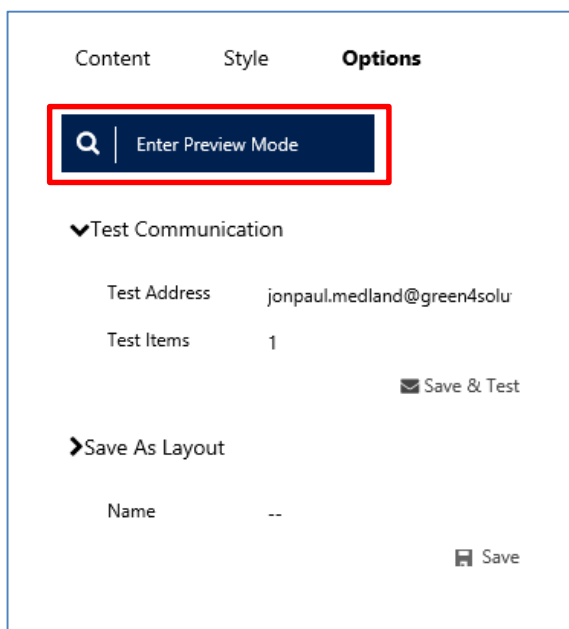 Content Style Options
Enter Preview Mode
Test Communication
Test Address jonpaul.medland@green4solu
Test Items 1
Save & Test
Save As Layout
Name --
Save